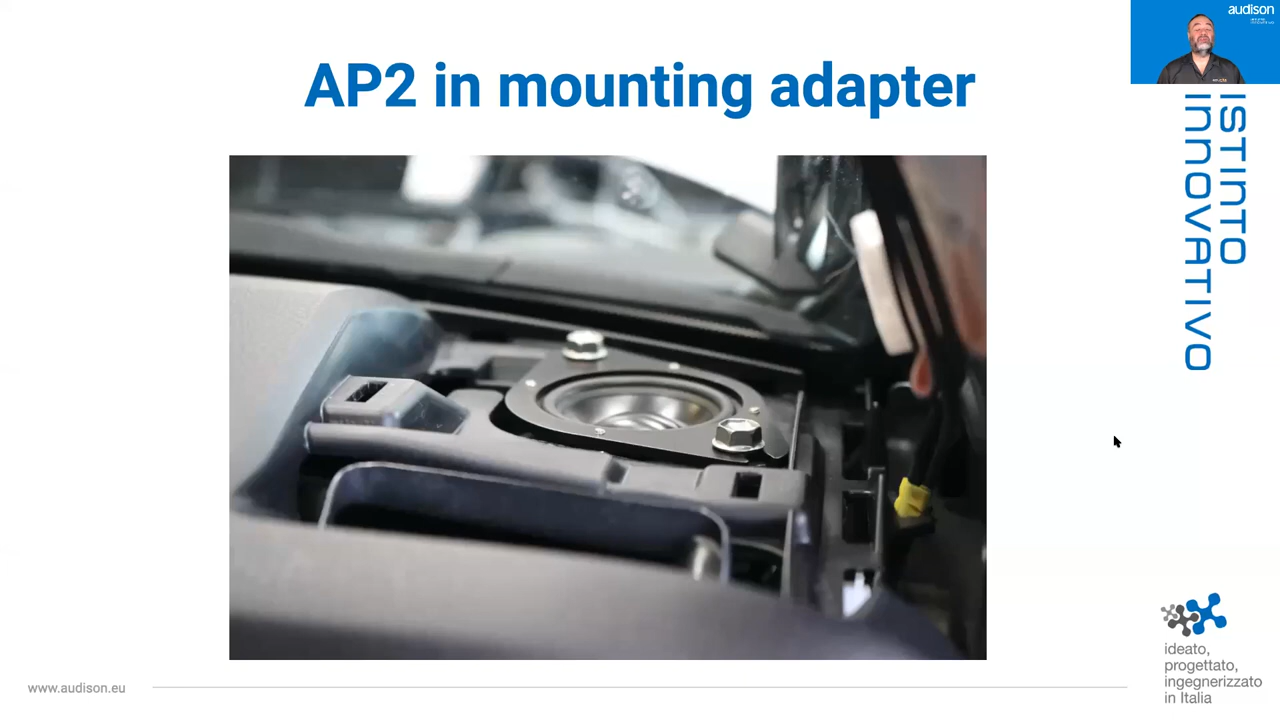 AP2 in mounting adapter
audison
ISTINTO
INNOVATIVO
ideato,
progettato,
ingegnerizzato
in Italia
www.audison.eu